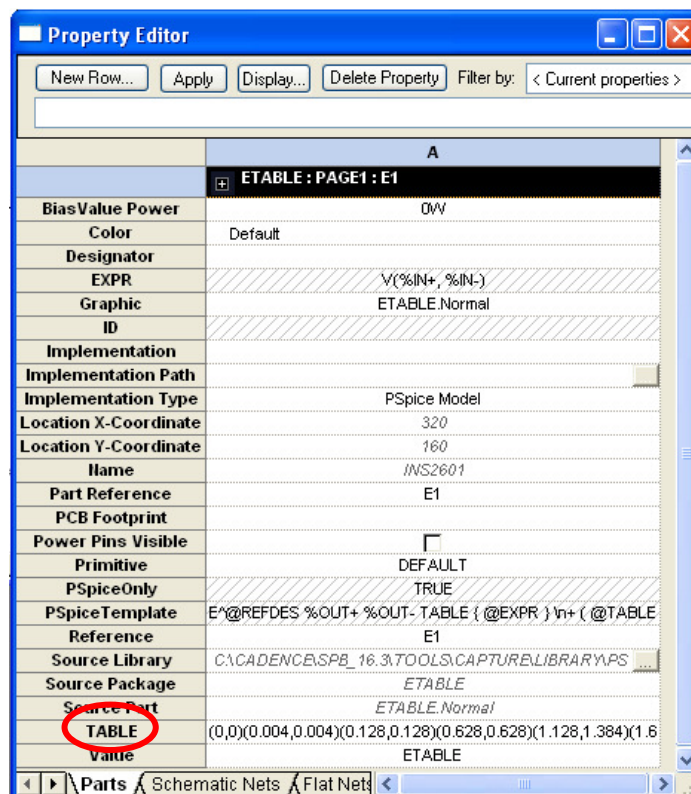 Property Editor
New Row... Apply Display... Delete Property Filter by: < Current properties >
A
ETABLE : PAGE1 : E1
BiasValue Power 0W
Color Default
Designator
EXPR V(%IN+, %IN-)
Graphic ETABLE.Normal
ID
Implementation
Implementation Path
Implementation Type PSpice Model
Location X-Coordinate 320
Location Y-Coordinate 160
Name INS2601
Part Reference E1
PCB Footprint
Power Pins Visible
Primitive DEFAULT
PSpiceOnly TRUE
PSpiceTemplate E^@REFDES %OUT+ %OUT- TABLE { @EXPR } \n+ ( @TABLE
Reference E1
Source Library C:\CADENCE\SPB_16.3\TOOLS\CAPTURE\LIBRARY\PS ...
Source Package ETABLE
Source Part ETABLE.Normal
TABLE (0,0)(0.004,0.004)(0.128,0.128)(0.628,0.628)(1.128,1.384)(1.6
Value ETABLE
Parts Schematic Nets Flat Nets